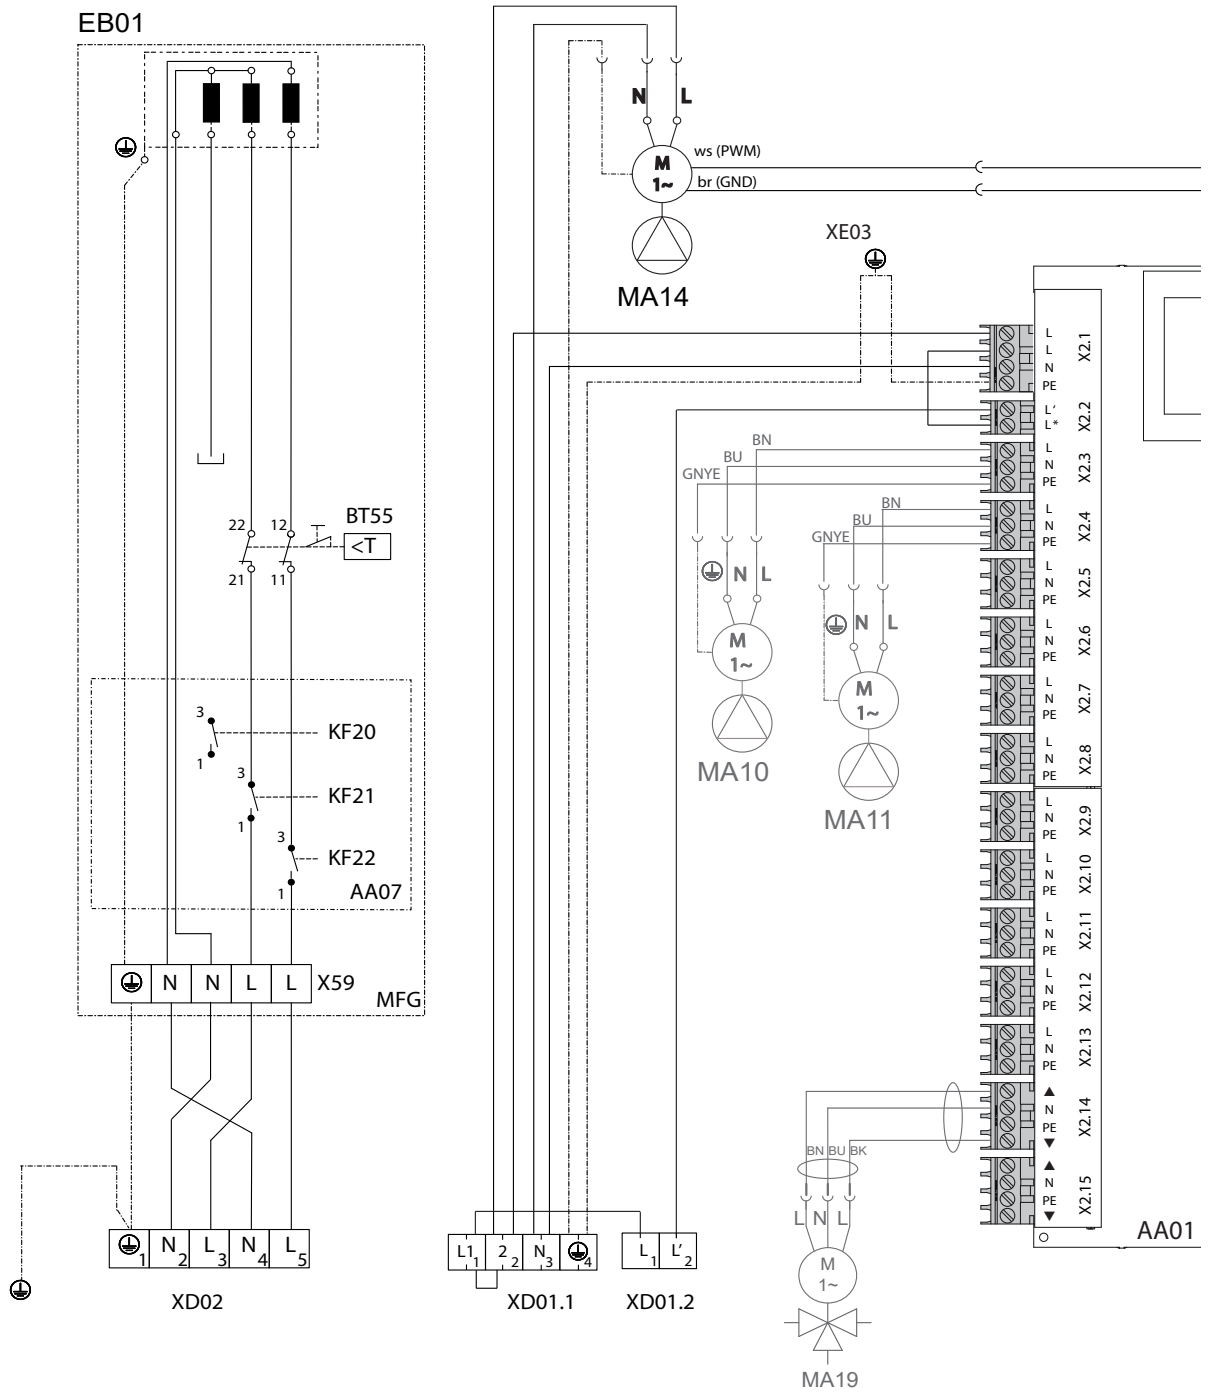 EB01
N L
M
1~
ws (PWM)
br (GND)
MA14
XE03
L
L
N
PE
X2.1
L'
L*
X2.2
L
N
PE
X2.3
L
N
PE
X2.4
L
N
PE
X2.5
L
N
PE
X2.6
L
N
PE
X2.7
L
N
PE
X2.8
L
N
PE
X2.9
L
N
PE
X2.10
L
N
PE
X2.11
L
N
PE
X2.12
L
N
PE
X2.13
▲
N
PE
▼
X2.14
▲
N
PE
▼
X2.15
AA01
BN
BU
GNYE
N L
M
1~
MA10
BN
BU
GNYE
N L
M
1~
MA11
22 12
BT55
<T
21 11
3
1
KF20
3
1
KF21
3
1
KF22
AA07
N N L L X59
MFG
1 N2 L3 N4 L5
XD02
L1 1 2 2 N 3 4
XD01.1
L 1 L' 2
XD01.2
BN BU BK
L N L
M
1~
MA19